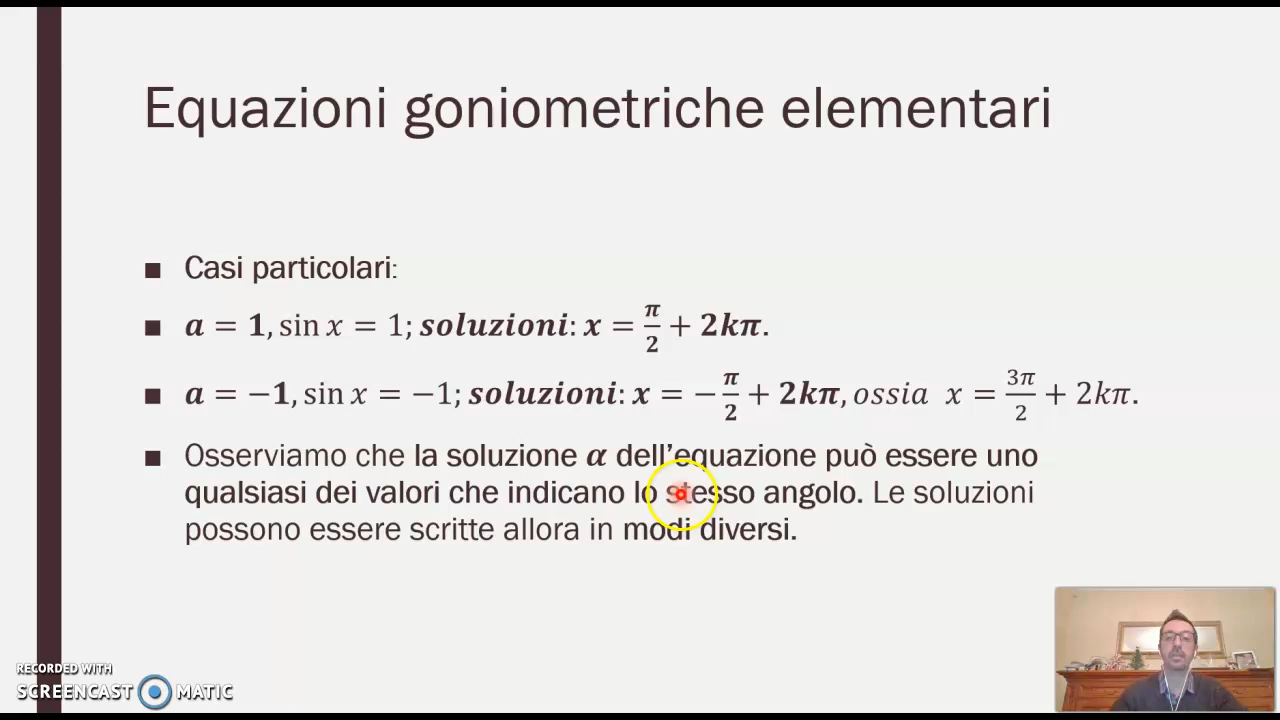 Equazioni goniometriche elementari
■ Casi particolari:
■ a = 1, sin x = 1; soluzioni: x = π/2 + 2kπ.
■ a = −1, sin x = −1; soluzioni: x = −π/2 + 2kπ, ossia x = 3π/2 + 2kπ.
■ Osserviamo che la soluzione α dell'equazione può essere uno
qualsiasi dei valori che indicano lo stesso angolo. Le soluzioni
possono essere scritte allora in modi diversi.
RECORDED WITH
SCREENCAST MATIC